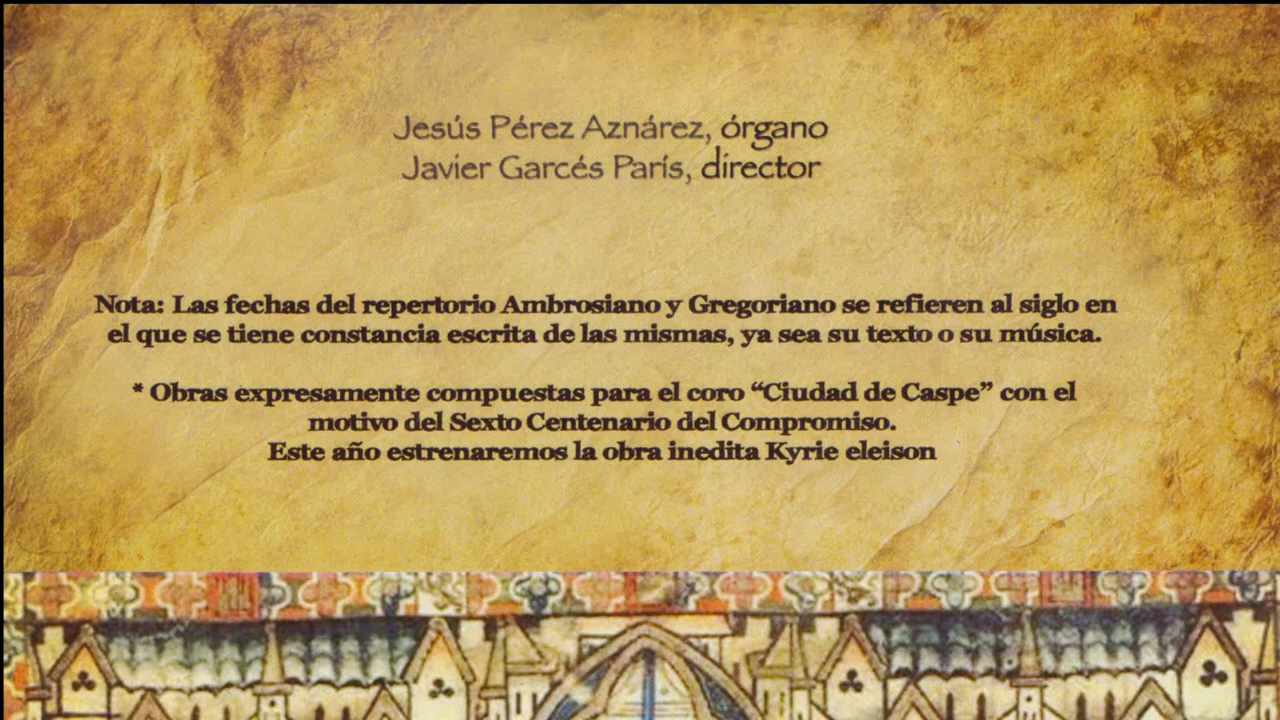 Jesús Pérez Aznárez, órgano
Javier Garcés París, director
Nota: Las fechas del repertorio Ambrosiano y Gregoriano se refieren al siglo en
el que se tiene constancia escrita de las mismas, ya sea su texto o su música.
* Obras expresamente compuestas para el coro “Ciudad de Caspe” con el
motivo del Sexto Centenario del Compromiso.
Este año estrenaremos la obra inedita Kyrie eleison